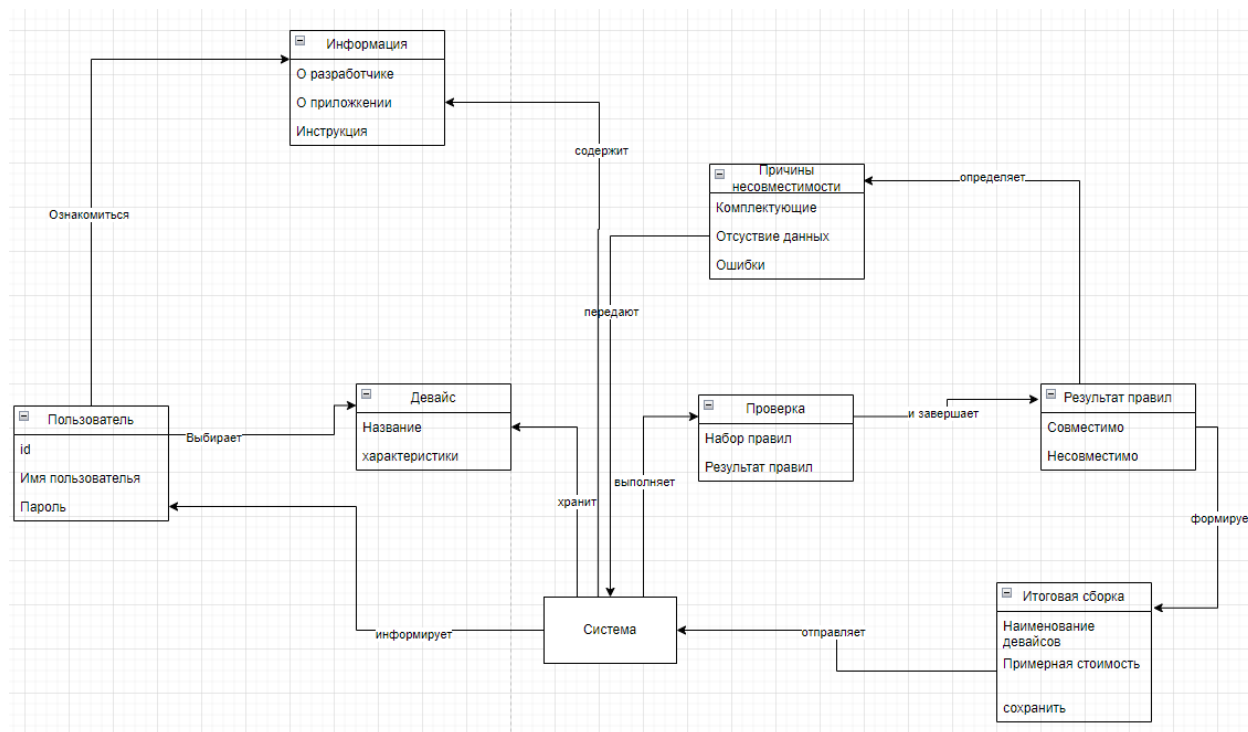 Информация
О разработчике
О приложкении
Инструкция
содержит
Ознакомиться
Причины
несовместимости
Комплектующие
Отсуствие данных
Ошибки
определяет
передают
Пользователь
id
Имя пользователья
Пароль
Выбирает
Девайс
Название
характеристики
хранит
выполняет
Проверка
Набор правил
Результат правил
и завершает
Результат правил
Совместимо
Несовместимо
формируе
Итоговая сборка
Наименование
девайсов
Примерная стоимость
сохранить
отправляет
Система
информирует